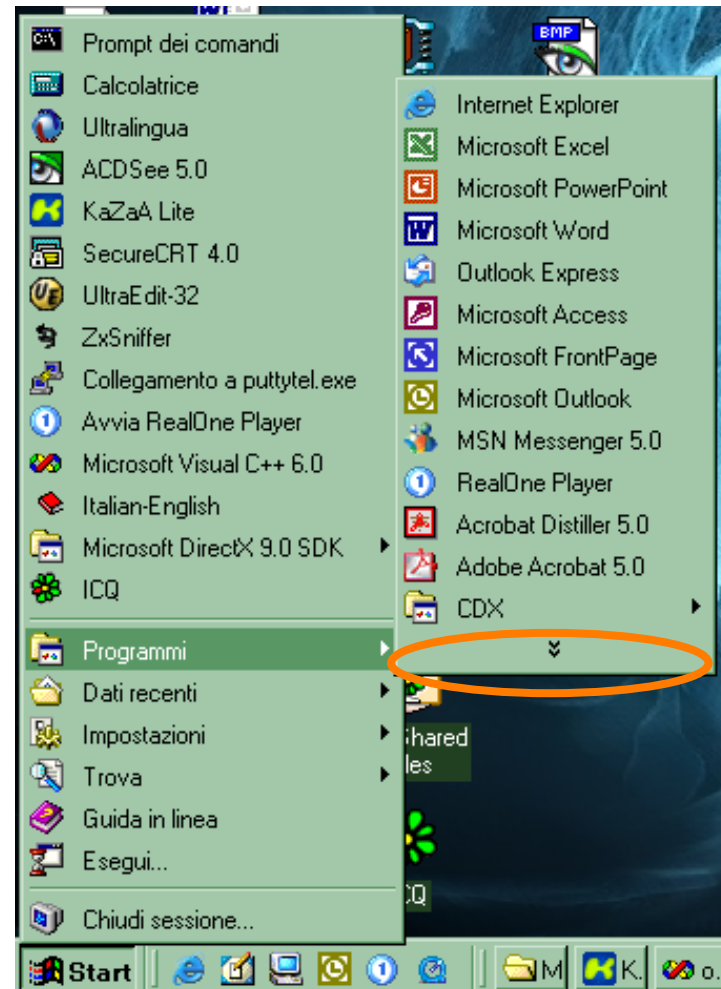 BMP
Prompt dei comandi
Calcolatrice
Ultralingua
ACDSee 5.0
KaZaA Lite
SecureCRT 4.0
UltraEdit-32
ZxSniffer
Collegamento a puttytel.exe
Avvia RealOne Player
Microsoft Visual C++ 6.0
Italian-English
Microsoft DirectX 9.0 SDK
ICQ
Programmi
Dati recenti
Impostazioni
Trova
Guida in linea
Esegui...
Chiudi sessione...
Internet Explorer
Microsoft Excel
Microsoft PowerPoint
Microsoft Word
Outlook Express
Microsoft Access
Microsoft FrontPage
Microsoft Outlook
MSN Messenger 5.0
RealOne Player
Acrobat Distiller 5.0
Adobe Acrobat 5.0
CDX
Start
M
K.
o.